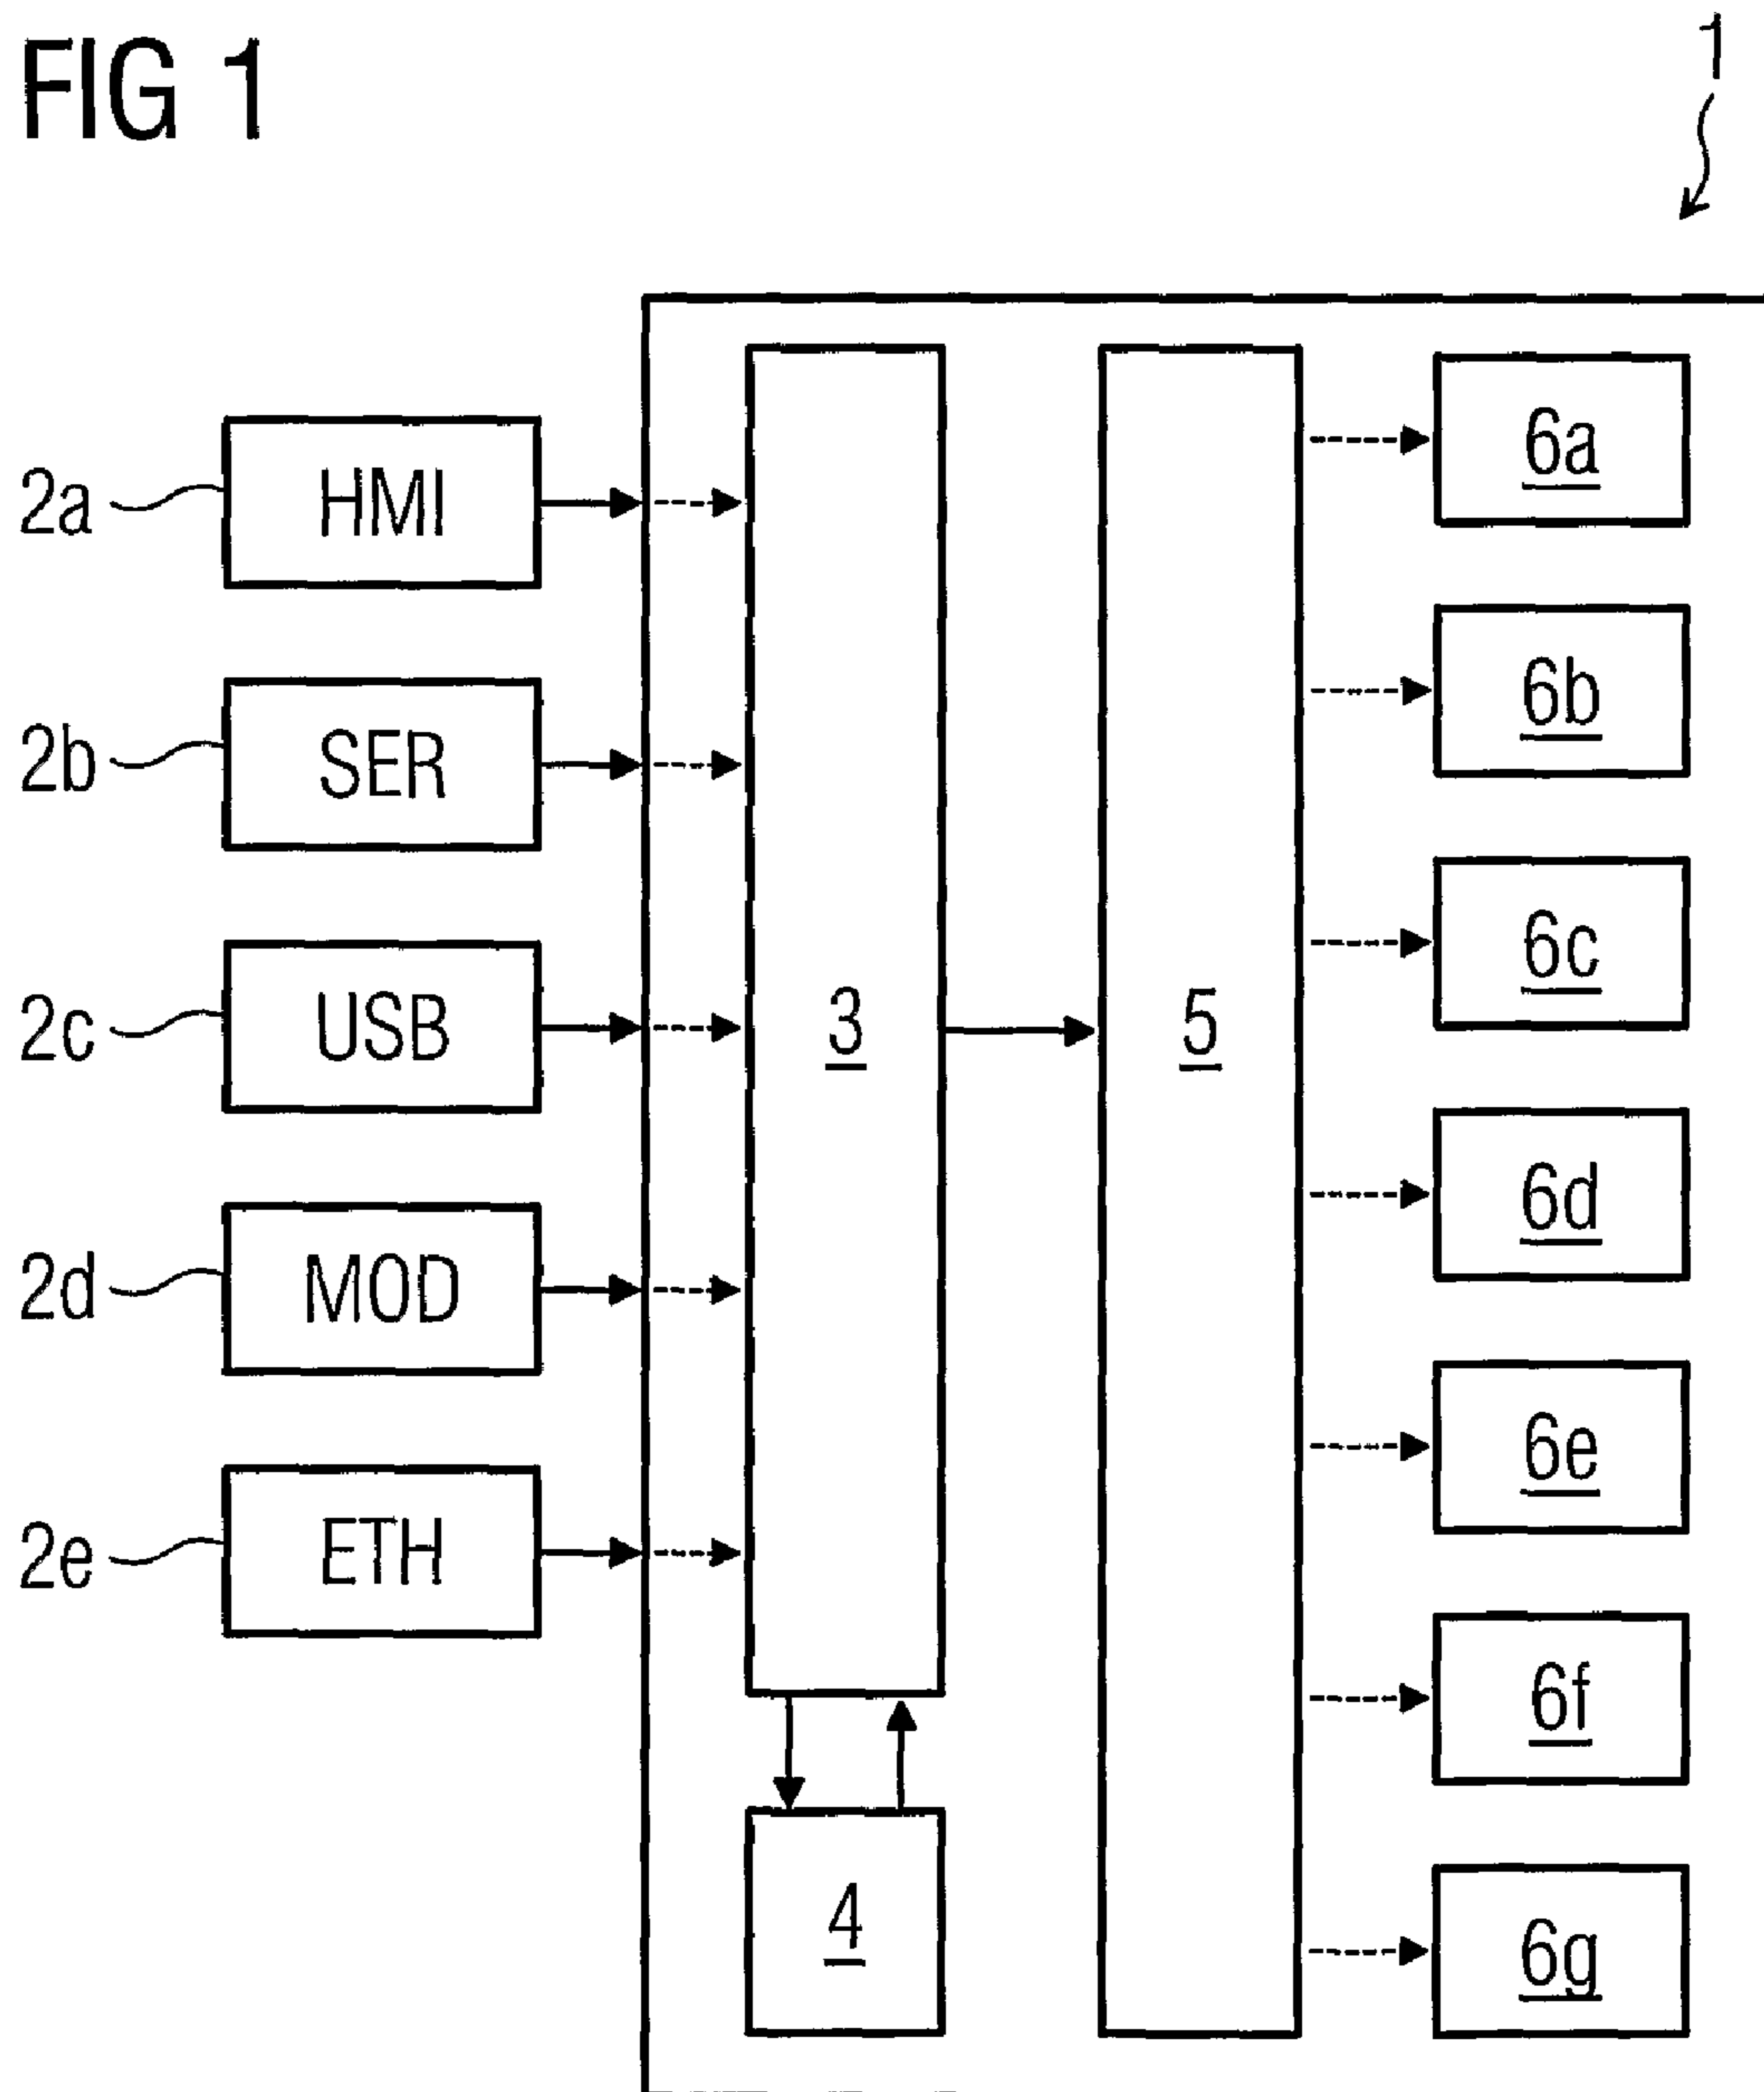 FIG 1
1
2a HMI
2b SER
2c USB
2d MOD
2e ETH
3
4
5
6a
6b
6c
6d
6e
6f
6g